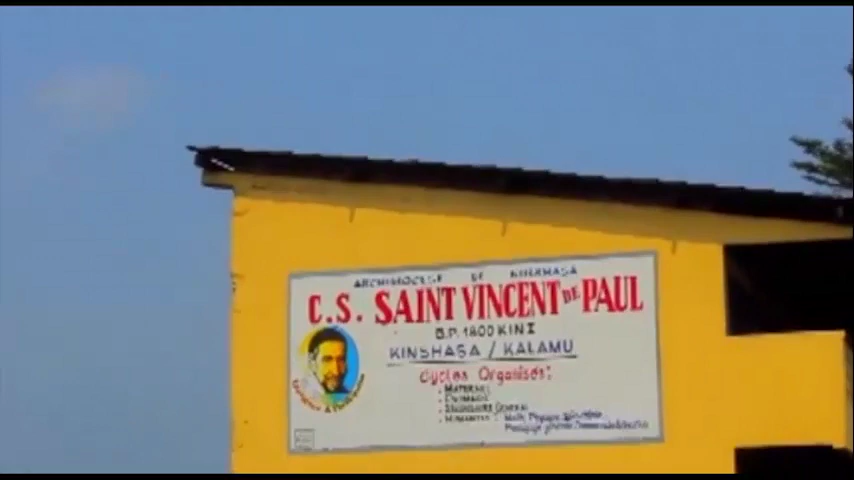 ARCHIDIOCESE DE KINSHASA
C.S. SAINT VINCENT DE PAUL
B.P. 1800 KIN I
KINSHASA / KALAMU
Cycles Organisés:
- MATERNEL
- PRIMAIRE
- SECONDAIRE GENERAL
- HUMANITES :